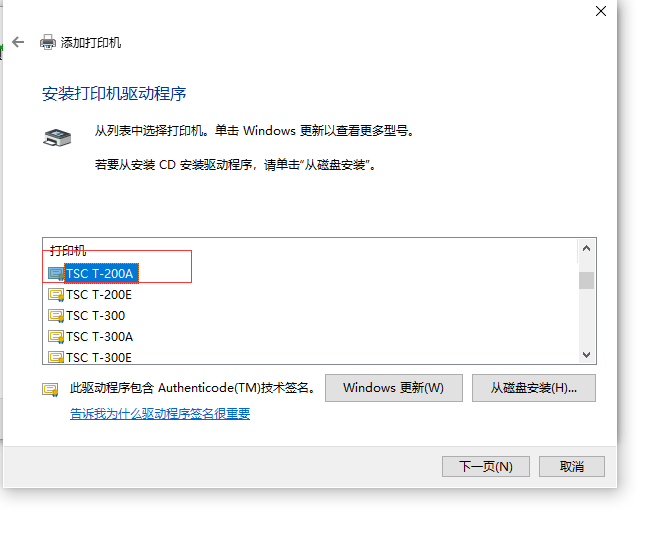 添加打印机
安装打印机驱动程序
从列表中选择打印机。单击 Windows 更新以查看更多型号。
若要从安装 CD 安装驱动程序，请单击“从磁盘安装”。
打印机
TSC T-200A
TSC T-200E
TSC T-300
TSC T-300A
TSC T-300E
此驱动程序包含 Authenticode(TM)技术签名。
Windows 更新(W)
从磁盘安装(H)...
告诉我为什么驱动程序签名很重要
下一页(N)
取消